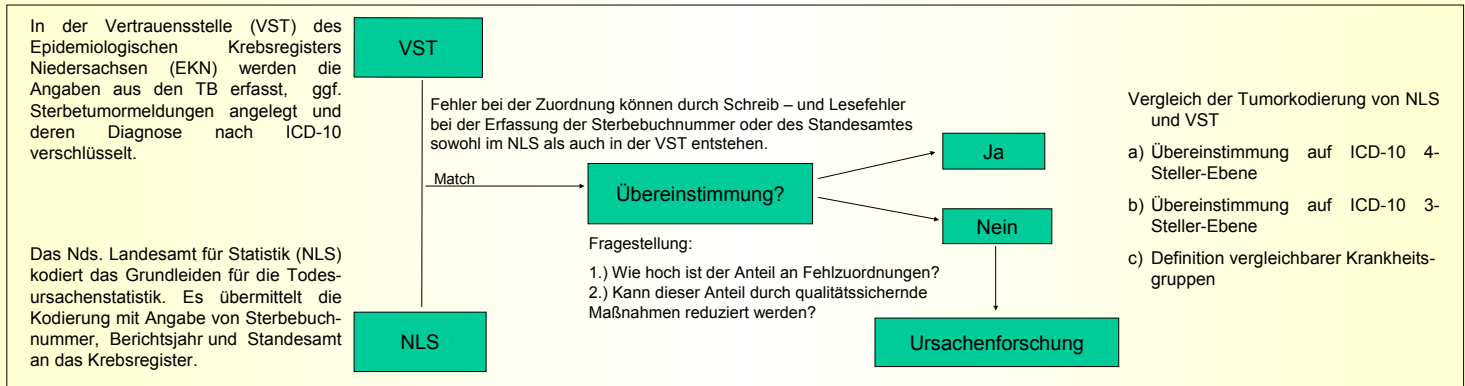 In der Vertrauensstelle (VST) des
Epidemiologischen Krebsregisters
Niedersachsen (EKN) werden die
Angaben aus den TB erfasst, ggf.
Sterbetumormeldungen angelegt und
deren Diagnose nach ICD-10
verschlüsselt.
VST
Fehler bei der Zuordnung können durch Schreib – und Lesefehler
bei der Erfassung der Sterbebuchnummer oder des Standesamtes
sowohl im NLS als auch in der VST entstehen.
Match
Übereinstimmung?
Ja
Nein
Fragestellung:
1.) Wie hoch ist der Anteil an Fehlzuordnungen?
2.) Kann dieser Anteil durch qualitätssichernde
Maßnahmen reduziert werden?
Ursachenforschung
Das Nds. Landesamt für Statistik (NLS)
kodiert das Grundleiden für die Todes-
ursachenstatistik. Es übermittelt die
Kodierung mit Angabe von Sterbebuch-
nummer, Berichtsjahr und Standesamt
an das Krebsregister.
NLS
Vergleich der Tumorkodierung von NLS
und VST
a) Übereinstimmung auf ICD-10 4-
Steller-Ebene
b) Übereinstimmung auf ICD-10 3-
Steller-Ebene
c) Definition vergleichbarer Krankheits-
gruppen